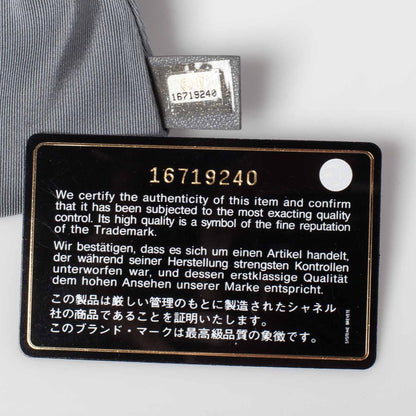 16719240
16719240
We certify the authenticity of this item and confirm
that it has been subjected to the most exacting quality
control. Its high quality is a symbol of the fine reputation
of the Trademark.
Wir bestätigen, dass es sich um einen Artikel handelt,
der während seiner Herstellung strengsten Kontrollen
unterworfen war, und dessen erstklassige Qualität
dem hohen Ansehen unserer Marke entspricht.
この製品は厳しい管理のもとに製造されたシャネル
社の商品であることを証明いたします。
このブランド・マークは最高級品質の象徴です。
SYSTEME BREVETE